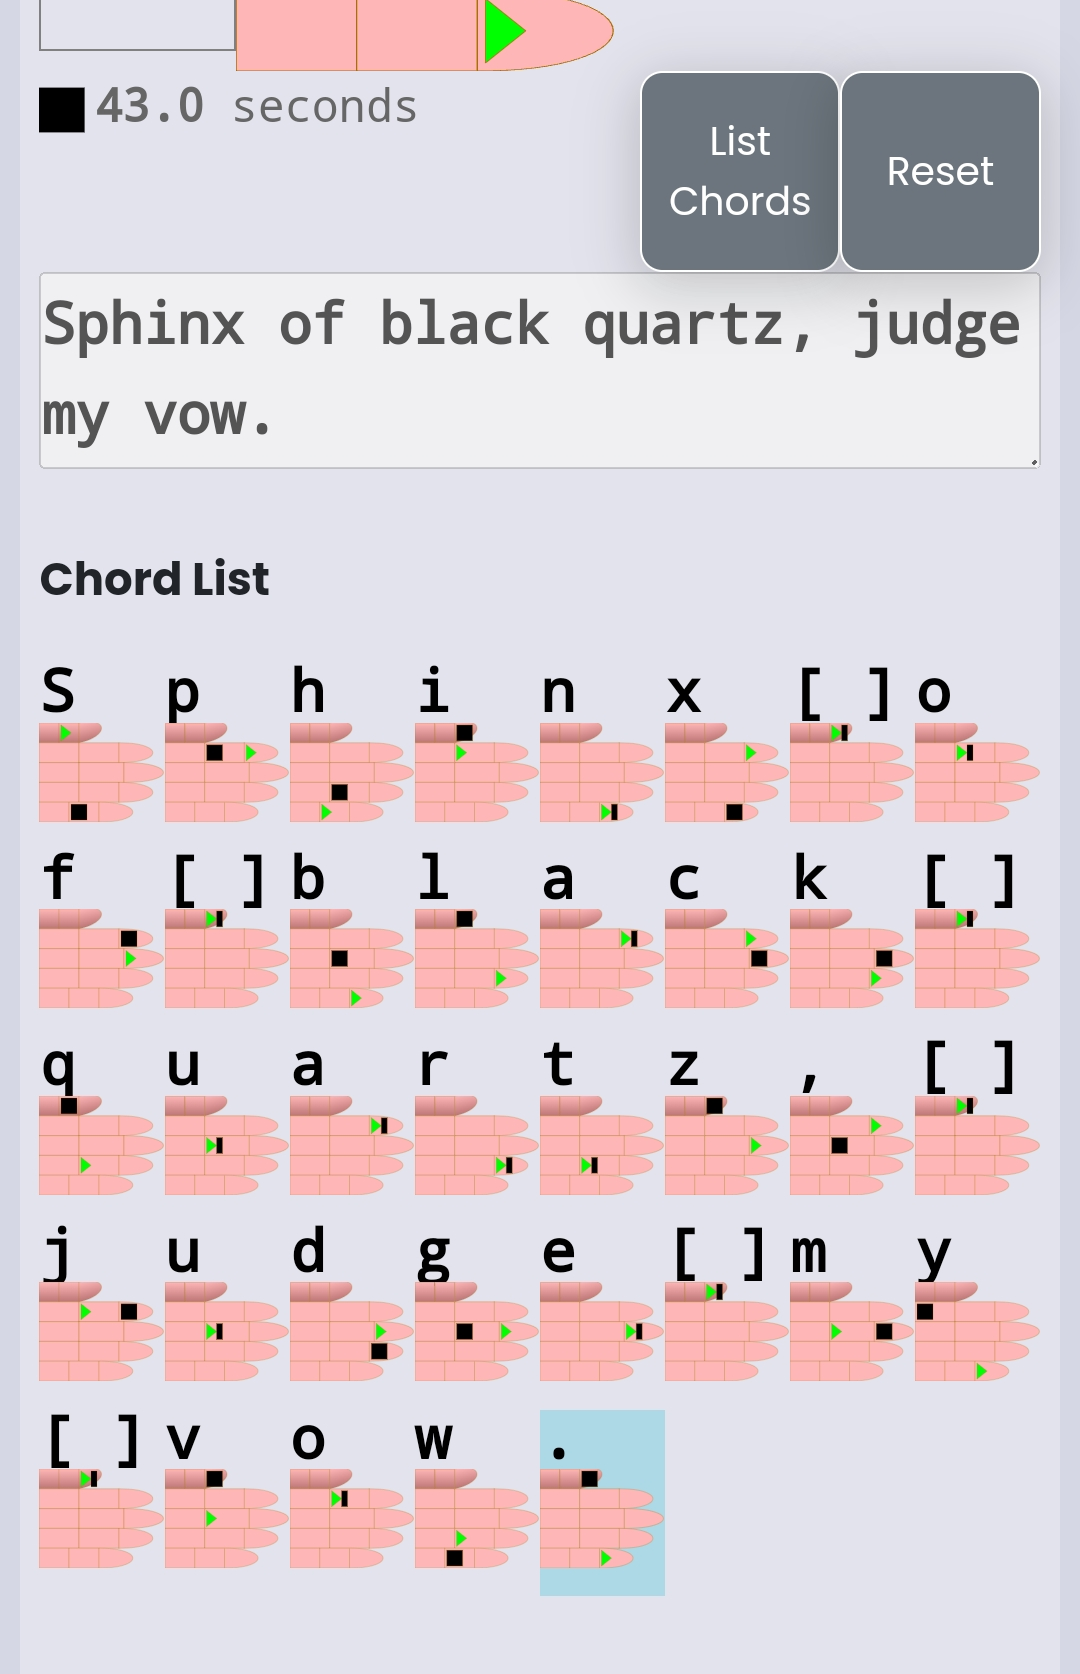 43.0 seconds
List
Chords
Reset
Sphinx of black quartz, judge
my vow.
Chord List
S p h i n x [ ] o
f [ ] b l a c k [ ]
q u a r t z , [ ]
j u d g e [ ] m y
[ ] v o w .